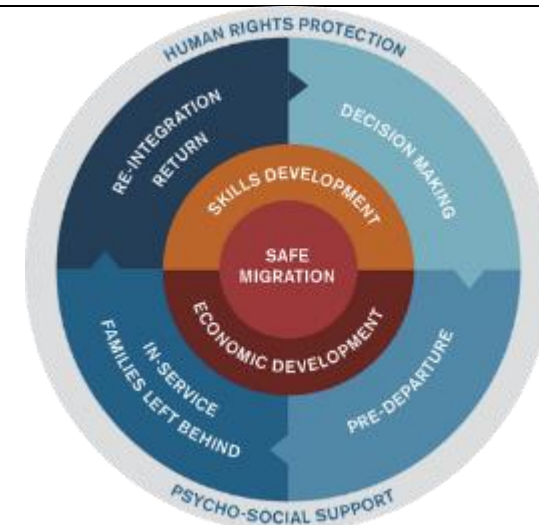 HUMAN RIGHTS PROTECTION
RE-INTEGRATION
RETURN
DECISION MAKING
SKILLS DEVELOPMENT
SAFE
MIGRATION
ECONOMIC DEVELOPMENT
IN-SERVICE
FAMILIES LEFT BEHIND
PRE-DEPARTURE
PSYCHO-SOCIAL SUPPORT